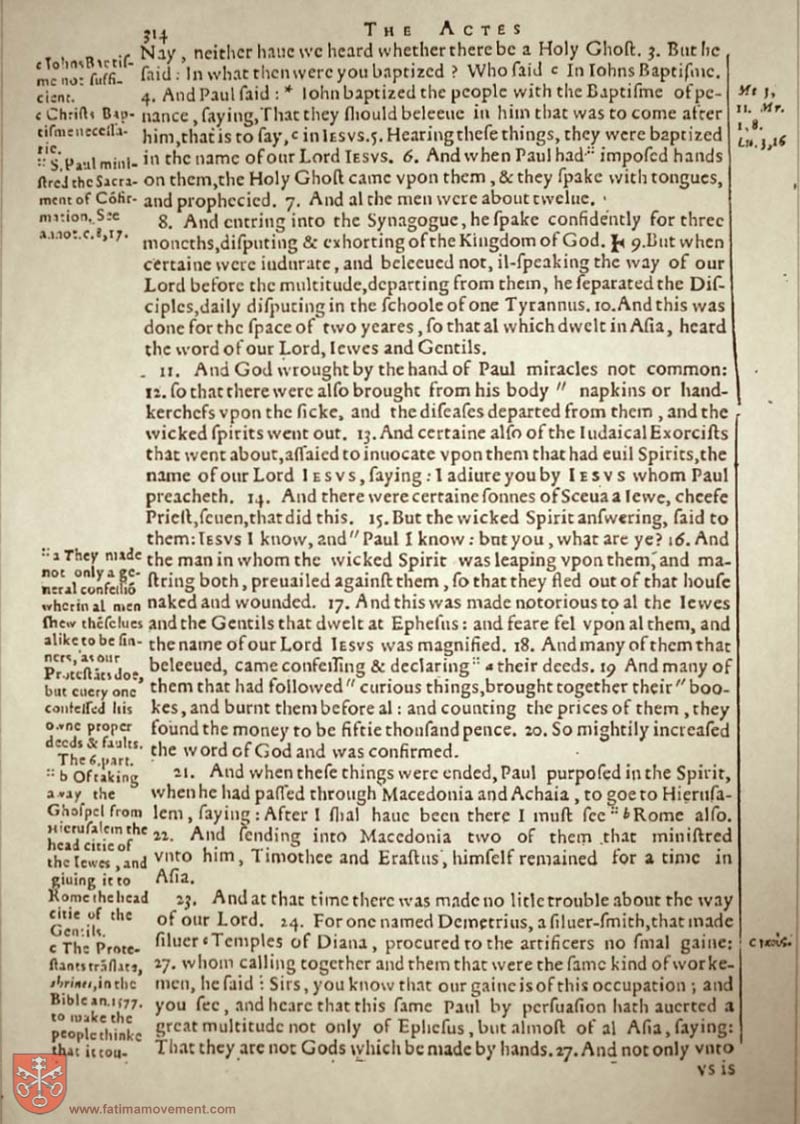 314
THE ACTES
Nay, neither haue we heard whether there be a Holy Ghoſt. 3. But he
ſaid: In what then were you baptized? Who ſaid c In Iohns Baptiſme.
4. And Paul ſaid: * Iohn baptized the people with the Baptiſme of pe-
nance, ſaying, That they ſhould beleeue in him that was to come after
him, that is to ſay, c in IESVS. 5. Hearing theſe things, they were baptized
in the name of our Lord IESVS. 6. And when Paul had :: impoſed hands
on them, the Holy Ghoſt came vpon them, & they ſpake with tongues,
and prophecied. 7. And al the men were about twelue.
8. And entring into the Synagogue, he ſpake confidently for three
moneths, diſputing & exhorting of the Kingdom of God. 9. But when
certaine were indurate, and beleeued not, il-ſpeaking the way of our
Lord before the multitude, departing from them, he ſeparated the Diſ-
ciples, daily diſputing in the ſchoole of one Tyrannus. 10. And this was
done for the ſpace of two yeares, ſo that al which dwelt in Aſia, heard
the word of our Lord, Iewes and Gentils.
11. And God wrought by the hand of Paul miracles not common:
12. ſo that there were alſo brought from his body " napkins or hand-
kerchefs vpon the ſicke, and the diſeaſes departed from them, and the
wicked ſpirits went out. 13. And certaine alſo of the Iudaical Exorciſts
that went about, aſſaied to inuocate vpon them that had euil Spirits, the
name of our Lord IESVS, ſaying: I adiure you by IESVS whom Paul
preacheth. 14. And there were certaine ſonnes of Sceua a Iewe, cheefe
Prieſt, ſeuen, that did this. 15. But the wicked Spirit anſwering, ſaid to
them: IESVS I know, and " Paul I know: but you, what are ye? 16. And
the man in whom the wicked Spirit was leaping vpon them, and ma-
ſtring both, preuailed againſt them, ſo that they fled out of that houſe
naked and wounded. 17. And this was made notorious to al the Iewes
and the Gentils that dwelt at Epheſus: and feare fel vpon al them, and
the name of our Lord IESVS was magnified. 18. And many of them that
beleeued, came confeſſing & declaring :: a their deeds. 19 And many of
them that had followed " curious things, brought together their " boo-
kes, and burnt them before al: and counting the prices of them, they
found the money to be fiftie thouſand pence. 20. So mightily increaſed
the word of God and was confirmed.
21. And when theſe things were ended, Paul purpoſed in the Spirit,
when he had paſſed through Macedonia and Achaia, to goe to Hieruſa-
lem, ſaying: After I ſhal haue been there I muſt ſee :: b Rome alſo.
22. And ſending into Macedonia two of them that miniſtred
vnto him, Timothee and Eraſtus, himſelf remained for a time in
Aſia.
23. And at that time there was made no litle trouble about the way
of our Lord. 24. For one named Demetrius, a ſiluer-ſmith, that made
ſiluer c Temples of Diana, procured to the artificers no ſmal gaine:
27. whom calling together and them that were the ſame kind of worke-
men, he ſaid: Sirs, you know that our gaine is of this occupation; and
you ſee, and heare that this ſame Paul by perſuaſion hath auerted a
great multitude not only of Epheſus, but almoſt of al Aſia, ſaying:
That they are not Gods which be made by hands. 27. And not only vnto
vs is
c Iohns Baptiſ-
me not ſuffi-
cient.
c Chriſts Bap-
tiſme neceſſa-
rie.
:: S. Paul mini-
ſtred the Sacra-
ment of Cōfir-
mation. See
annot. c. 8, 17.
:: a They made
not only a ge-
neral confeſſiō
wherin al men
ſhew thēſelues
alike to be ſin-
ners, as our
Proteſtāts doe,
but euery one
confeſſed his
owne proper
deeds & faults.
The 6. part.
:: b Of taking
away the
Ghoſpel from
Hieruſalem the
head citie of
the Iewes, and
giuing it to
Rome the head
citie of the
Gentils.
c The Prote-
ſtants trāſlate,
shrines, in the
Bible an. 1577.
to make the
people thinke
that it tou-
Mt 3,
11. Mr.
1, 8.
Lu. 3, 16
www.fatimamovement.com